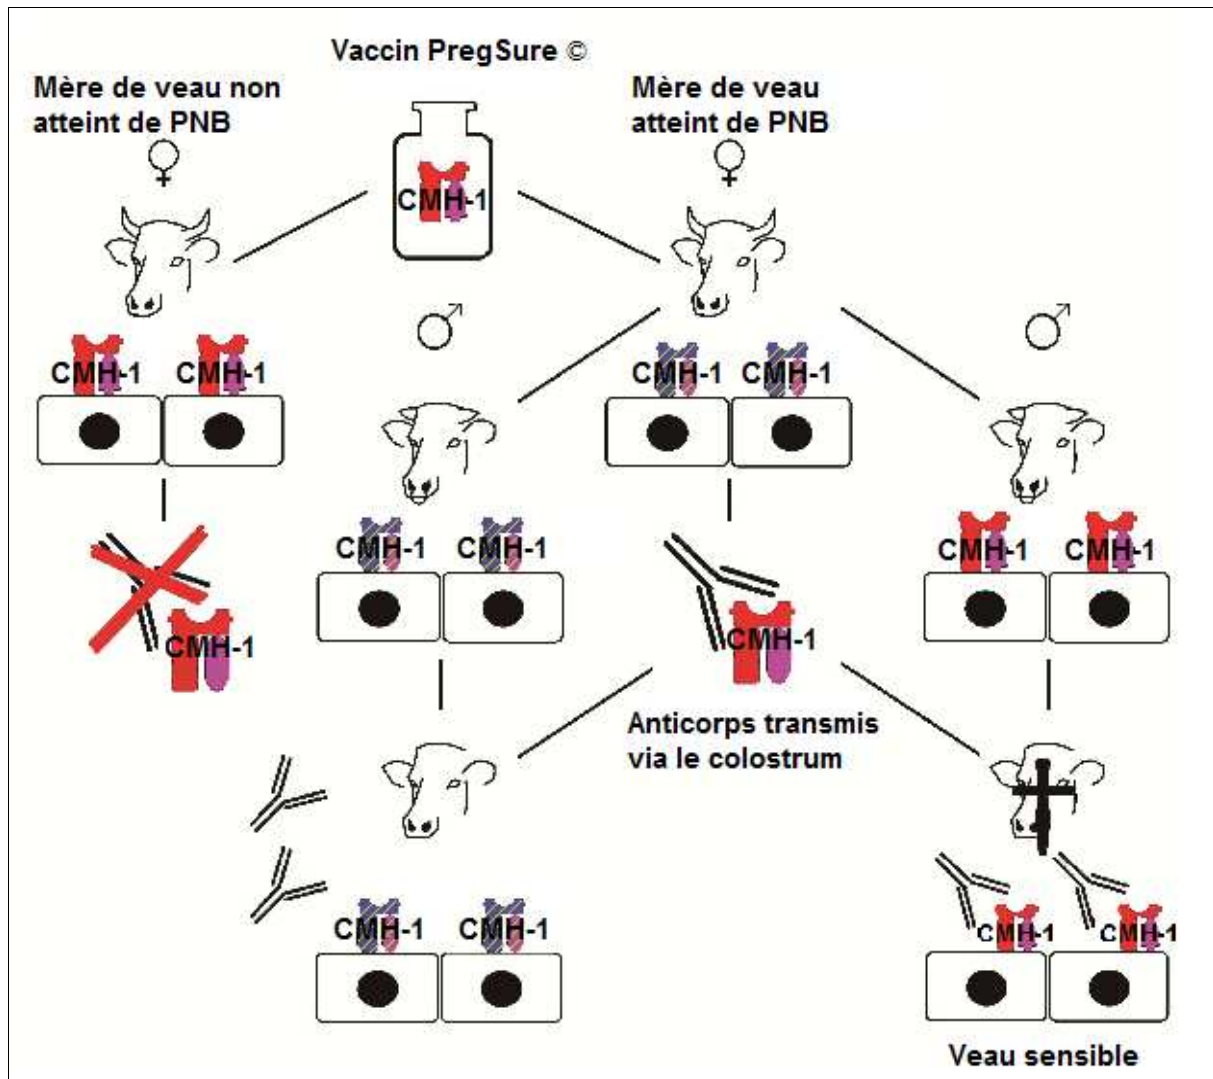 Vaccin PregSure ©
Mère de veau non
atteint de PNB
Mère de veau
atteint de PNB
CMH-1
CMH-1 CMH-1
CMH-1 CMH-1
CMH-1 CMH-1
CMH-1 CMH-1
CMH-1
CMH-1
Anticorps transmis
via le colostrum
CMH-1 CMH-1
CMH-1 CMH-1
Veau sensible